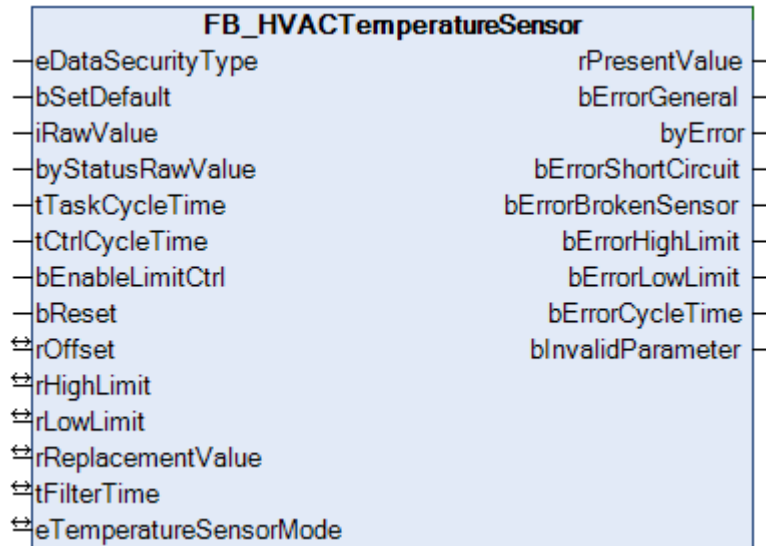 FB_HVACTemperatureSensor
eDataSecurityType rPresentValue
bSetDefault bErrorGeneral
iRawValue byError
byStatusRawValue bErrorShortCircuit
tTaskCycleTime bErrorBrokenSensor
tCtrlCycleTime bErrorHighLimit
bEnableLimitCtrl bErrorLowLimit
bReset bErrorCycleTime
rOffset bInvalidParameter
rHighLimit
rLowLimit
rReplacementValue
tFilterTime
eTemperatureSensorMode